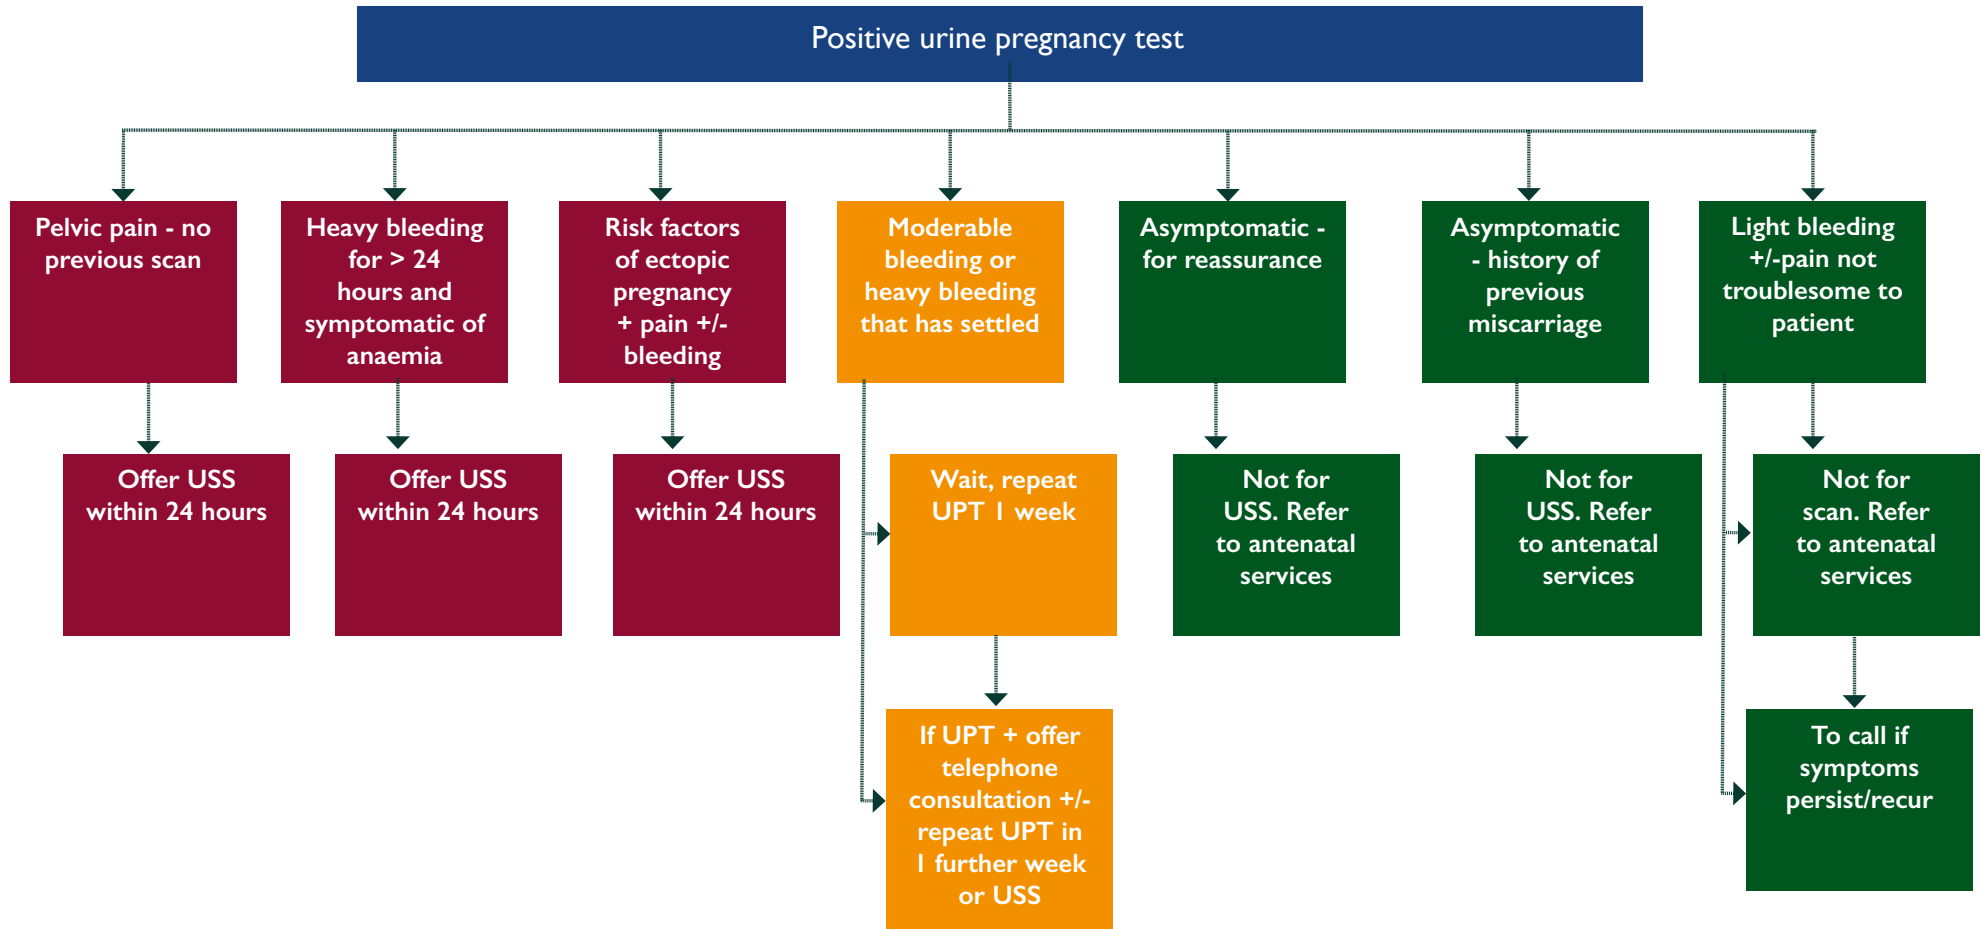 Positive urine pregnancy test
Pelvic pain - no
previous scan
Heavy bleeding
for > 24
hours and
symptomatic of
anaemia
Risk factors
of ectopic
pregnancy
+ pain +/-
bleeding
Moderable
bleeding or
heavy bleeding
that has settled
Asymptomatic -
for reassurance
Asymptomatic
- history of
previous
miscarriage
Light bleeding
+/-pain not
troublesome to
patient
Offer USS
within 24 hours
Offer USS
within 24 hours
Offer USS
within 24 hours
Wait, repeat
UPT 1 week
Not for
USS. Refer
to antenatal
services
Not for
USS. Refer
to antenatal
services
Not for
scan. Refer
to antenatal
services
If UPT + offer
telephone
consultation +/-
repeat UPT in
1 further week
or USS
To call if
symptoms
persist/recur